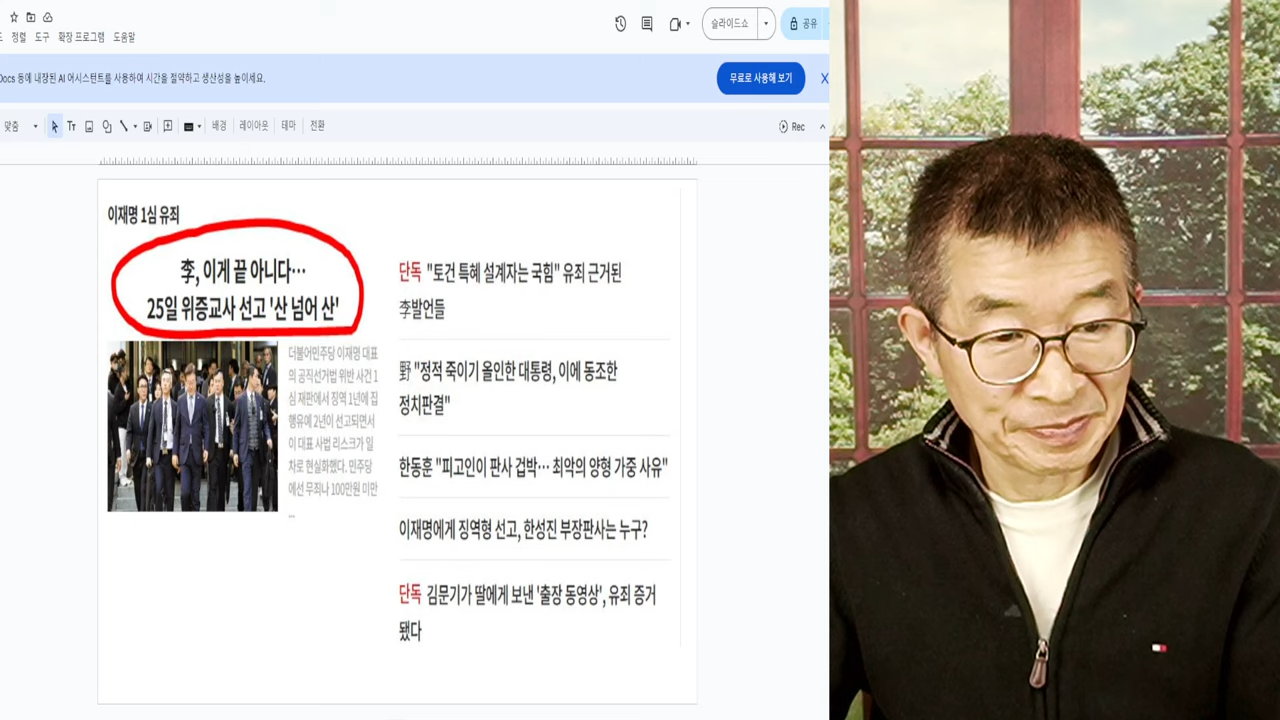 정렬 도구 확장 프로그램 도움말
슬라이드쇼
공유
Docs 등에 내장된 AI 어시스턴트를 사용하여 시간을 절약하고 생산성을 높이세요.
무료로 사용해 보기
X
맞춤
Tт
배경
레이아웃
테마
전환
Rec
이재명 1심 유죄
李, 이게 끝 아니다…
25일 위증교사 선고 '산 넘어 산'
더불어민주당 이재명 대표
의 공직선거법 위반 사건 1
심 재판에서 징역 1년에 집
행유예 2년이 선고되면서
이 대표 사법 리스크가 일
차로 현실화했다. 민주당
에선 무죄나 100만원 미만
...
단독 "토건 특혜 설계자는 국힘" 유죄 근거된
李발언들
野 "정적 죽이기 올인한 대통령, 이에 동조한
정치판결"
한동훈 "피고인이 판사 겁박… 최악의 양형 가중 사유"
이재명에게 징역형 선고, 한성진 부장판사는 누구?
단독 김문기가 딸에게 보낸 '출장 동영상', 유죄 증거
됐다